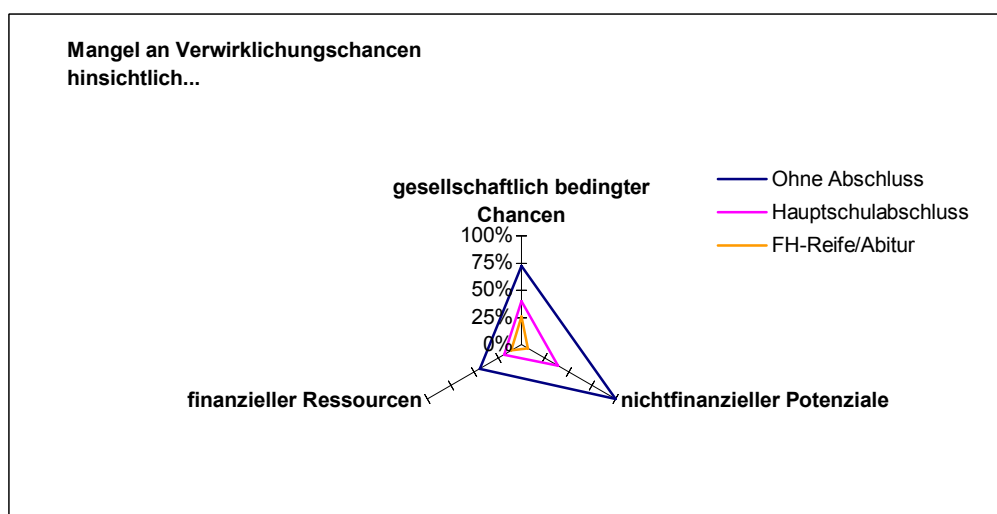 Mangel an Verwirklichungschancen
hinsichtlich...
gesellschaftlich bedingter
Chancen
100%
75%
50%
25%
0%
Ohne Abschluss
Hauptschulabschluss
FH-Reife/Abitur
finanzieller Ressourcen
nichtfinanzieller Potenziale